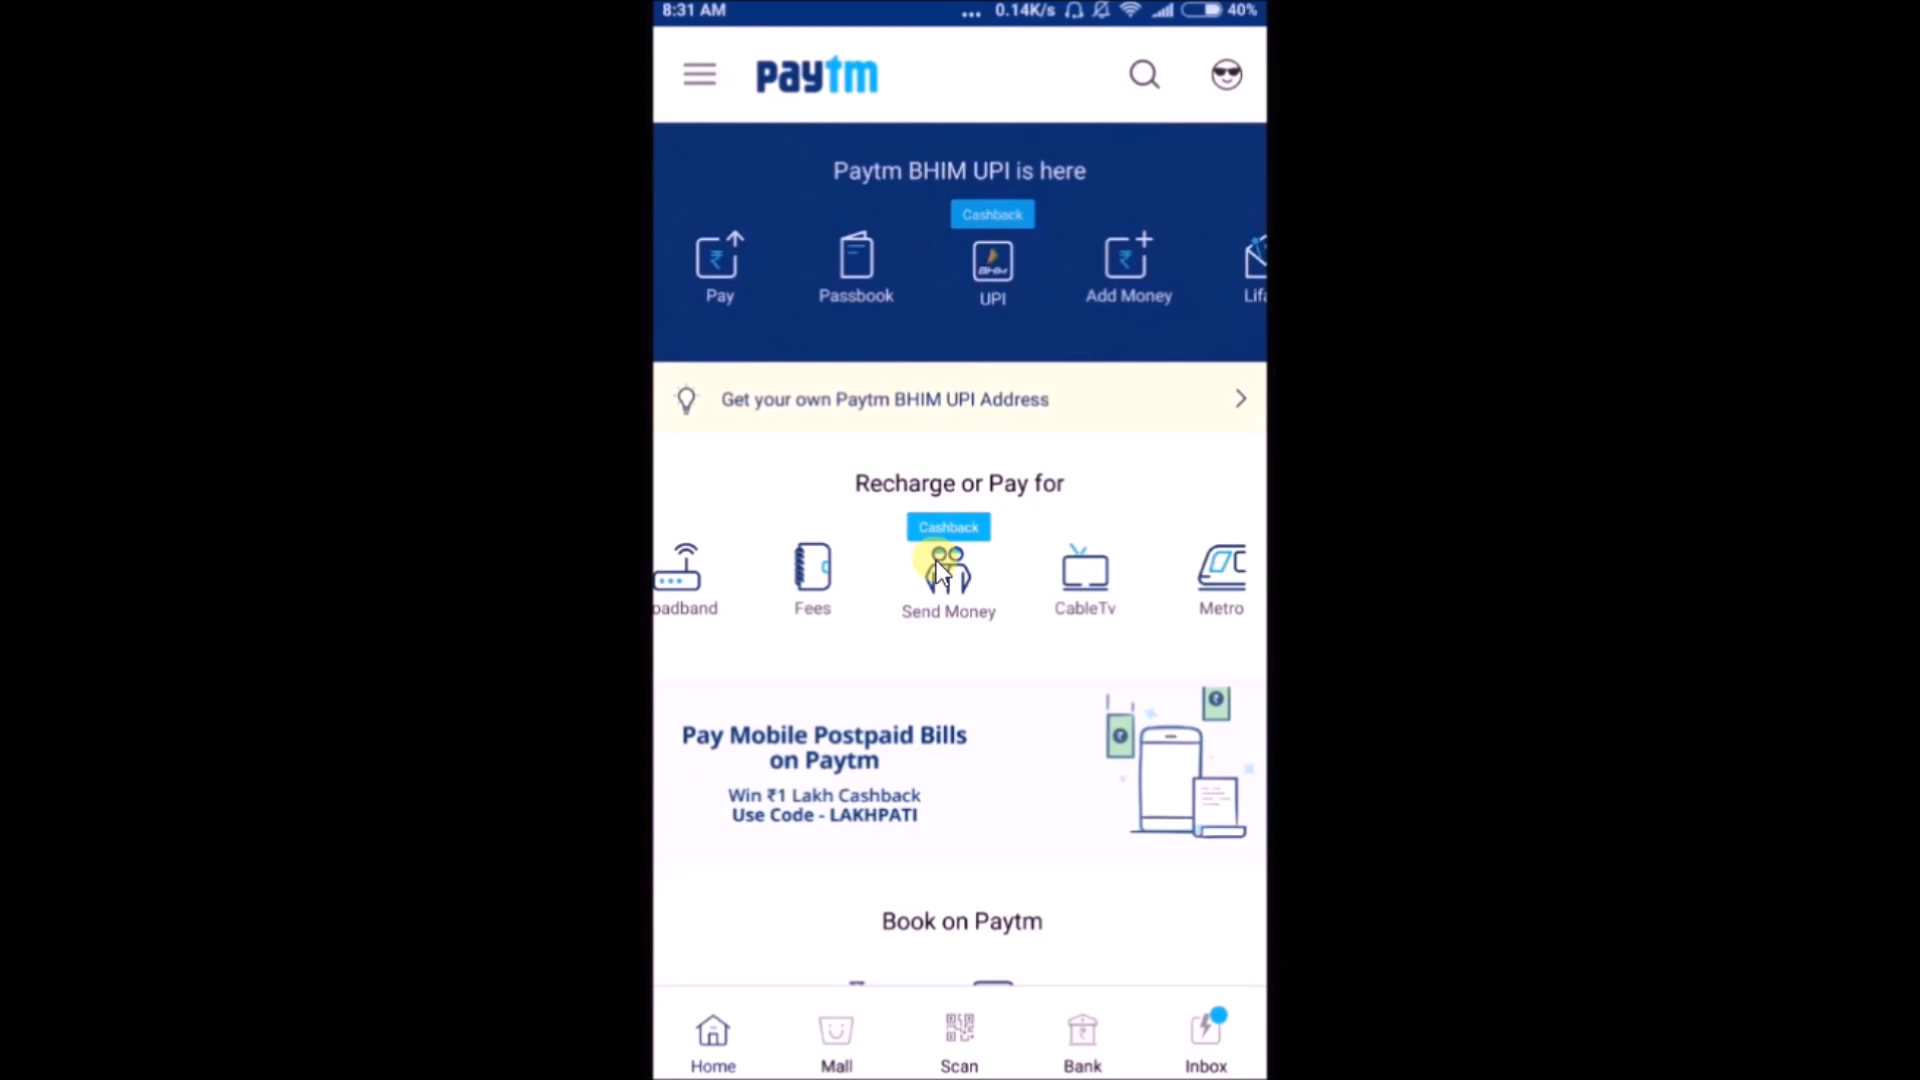 8:31 AM ... 0.14K/s 40%
paytm
Paytm BHIM UPI is here
Cashback
BHIM
Pay Passbook UPI Add Money Lifa
Get your own Paytm BHIM UPI Address
Recharge or Pay for
Cashback
oadband Fees Send Money CableTv Metro
Pay Mobile Postpaid Bills
on Paytm
Win ₹1 Lakh Cashback
Use Code - LAKHPATI
Book on Paytm
Home Mall Scan Bank Inbox